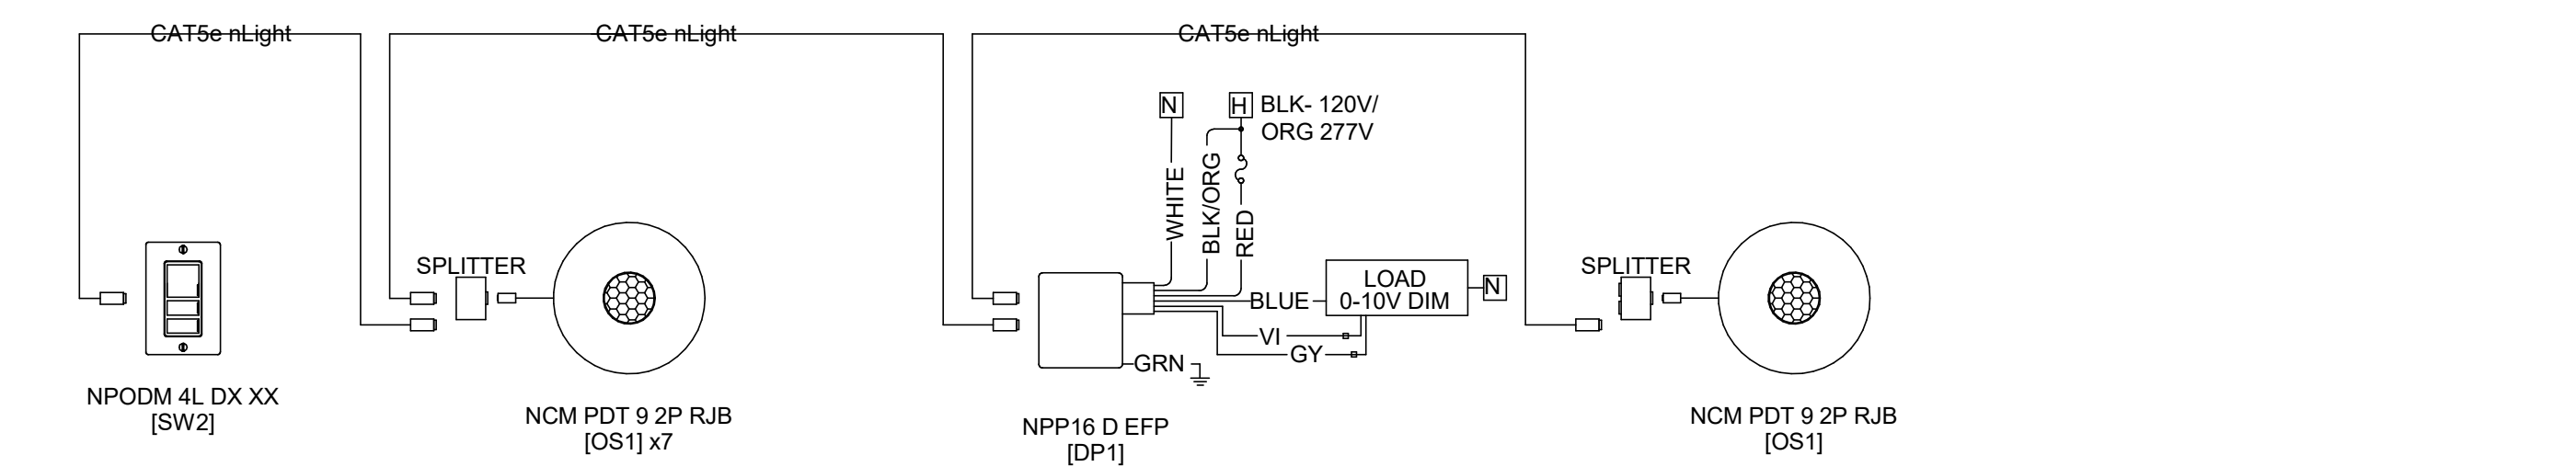 CAT5e nLight
CAT5e nLight
CAT5e nLight
N
H
BLK- 120V/
ORG 277V
WHITE
BLK/ORG
RED
SPLITTER
LOAD
0-10V DIM
N
BLUE
VI
GY
GRN
SPLITTER
NPODM 4L DX XX
[SW2]
NCM PDT 9 2P RJB
[OS1] x7
NPP16 D EFP
[DP1]
NCM PDT 9 2P RJB
[OS1]